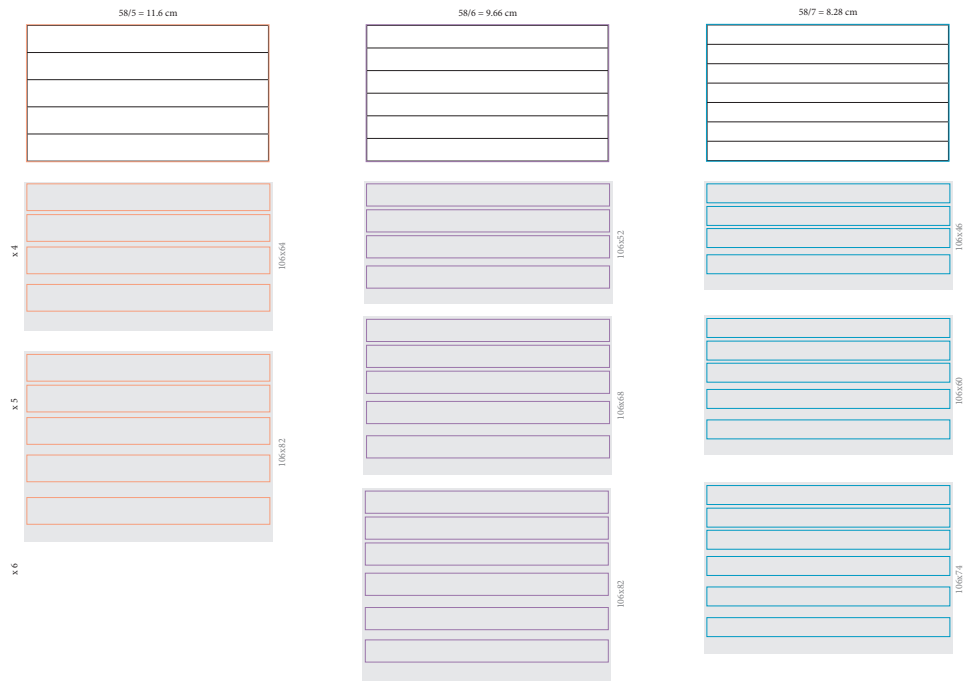 58/5 = 11.6 cm
58/6 = 9.66 cm
58/7 = 8.28 cm
x 4
106x64
106x52
106x46
x 5
106x82
106x68
106x60
x 6
106x82
106x74